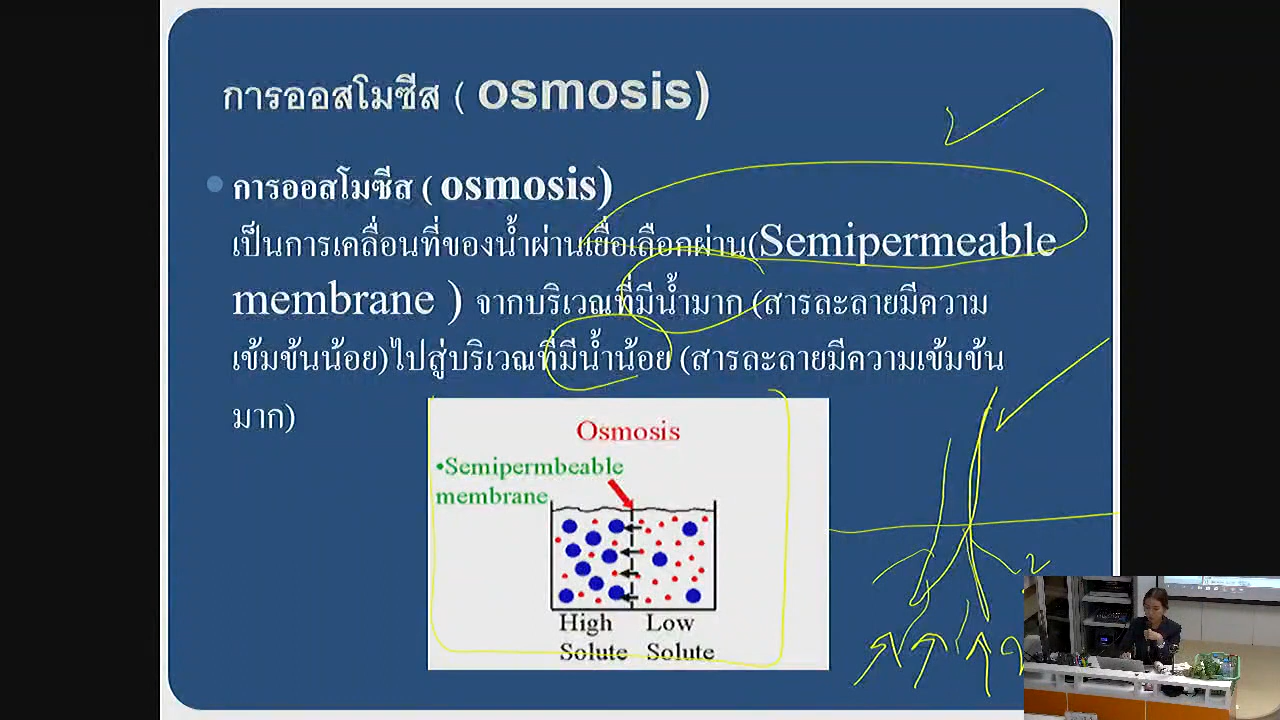 การออสโมซีส ( osmosis)
การออสโมซีส ( osmosis)
เป็นการเคลื่อนที่ของน้ำผ่านเยื่อเลือกผ่าน(Semipermeable
membrane ) จากบริเวณที่มีน้ำมาก (สารละลายมีความ
เข้มข้นน้อย)ไปสู่บริเวณที่มีน้ำน้อย (สารละลายมีความเข้มข้น
มาก)
Osmosis
•Semipermbeable
membrane
High Low
Solute Solute